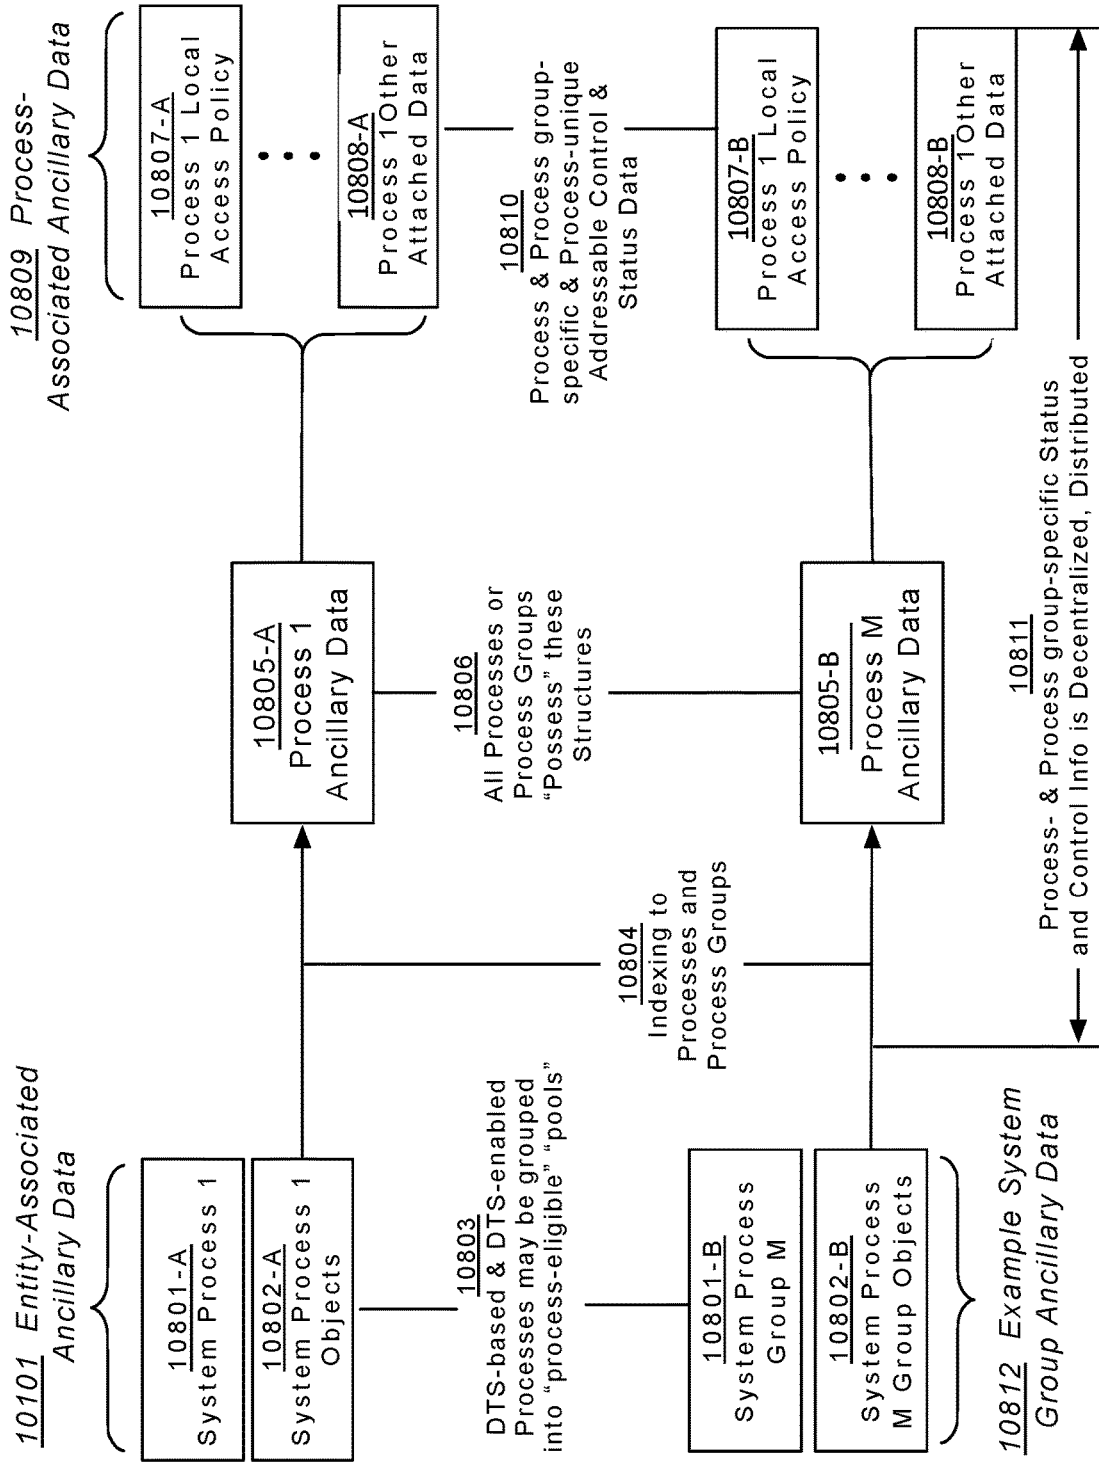 10101 Entity-Associated
Ancillary Data
10801-A
System Process 1
10802-A
System Process 1
Objects
10803
DTS-based & DTS-enabled
Processes may be grouped
into “process-eligible” “pools”
10801-B
System Process
Group M
10802-B
System Process
M Group Objects
10812 Example System
Group Ancillary Data
10804
Indexing to
Processes and
Process Groups
10805-A
Process 1
Ancillary Data
10806
All Processes or
Process Groups
“Possess” these
Structures
10805-B
Process M
Ancillary Data
10809 Process-
Associated Ancillary Data
10807-A
Process 1 Local
Access Policy
10808-A
Process 1Other
Attached Data
10810
Process & Process group-
specific & Process-unique
Addressable Control &
Status Data
10807-B
Process 1 Local
Access Policy
10808-B
Process 1Other
Attached Data
10811
Process- & Process group-specific Status
and Control Info is Decentralized, Distributed